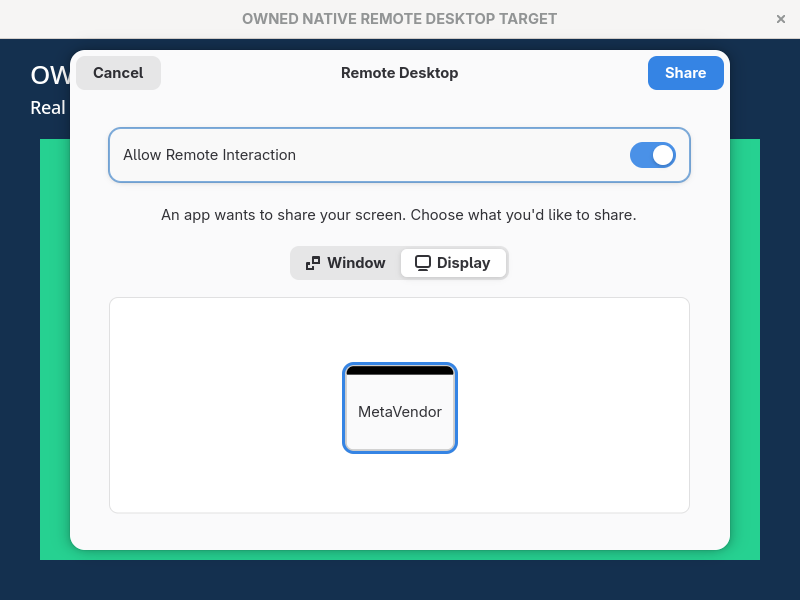 OWNED NATIVE REMOTE DESKTOP TARGET
Cancel
Remote Desktop
Share
Real
Allow Remote Interaction
An app wants to share your screen. Choose what you'd like to share.
Window
Display
MetaVendor